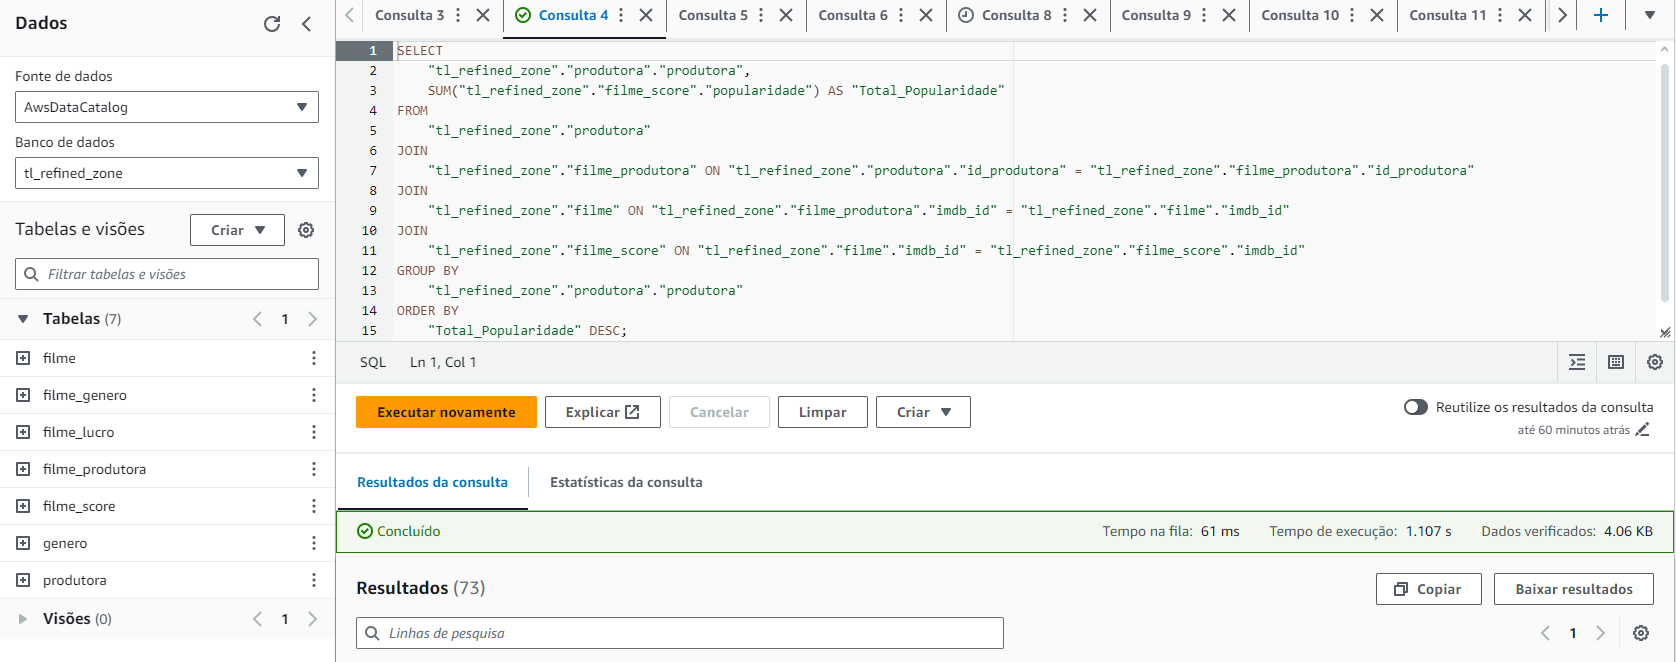 Dados
Fonte de dados
AwsDataCatalog
Banco de dados
tl_refined_zone
Tabelas e visões
Criar
Filtrar tabelas e visões
Tabelas (7)
1
filme
filme_genero
filme_lucro
filme_produtora
filme_score
genero
produtora
Visões (0)
1
Consulta 3
Consulta 4
Consulta 5
Consulta 6
Consulta 8
Consulta 9
Consulta 10
Consulta 11
1 SELECT
2 "tl_refined_zone"."produtora"."produtora",
3 SUM("tl_refined_zone"."filme_score"."popularidade") AS "Total_Popularidade"
4 FROM
5 "tl_refined_zone"."produtora"
6 JOIN
7 "tl_refined_zone"."filme_produtora" ON "tl_refined_zone"."produtora"."id_produtora" = "tl_refined_zone"."filme_produtora"."id_produtora"
8 JOIN
9 "tl_refined_zone"."filme" ON "tl_refined_zone"."filme_produtora"."imdb_id" = "tl_refined_zone"."filme"."imdb_id"
10 JOIN
11 "tl_refined_zone"."filme_score" ON "tl_refined_zone"."filme"."imdb_id" = "tl_refined_zone"."filme_score"."imdb_id"
12 GROUP BY
13 "tl_refined_zone"."produtora"."produtora"
14 ORDER BY
15 "Total_Popularidade" DESC;
SQL Ln 1, Col 1
Executar novamente
Explicar
Cancelar
Limpar
Criar
Reutilize os resultados da consulta
até 60 minutos atrás
Resultados da consulta
Estatísticas da consulta
Concluído
Tempo na fila: 61 ms
Tempo de execução: 1.107 s
Dados verificados: 4.06 KB
Resultados (73)
Copiar
Baixar resultados
Linhas de pesquisa
1